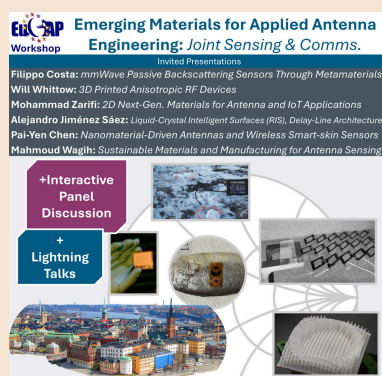 EuCAP
Workshop
Emerging Materials for Applied Antenna
Engineering: Joint Sensing & Comms.
Invited Presentations
Filippo Costa: mmWave Passive Backscattering Sensors Through Metamaterials
Will Whittow: 3D Printed Anisotropic RF Devices
Mohammad Zarifi: 2D Next-Gen. Materials for Antenna and IoT Applications
Alejandro Jiménez Sáez: Liquid-Crystal Intelligent Surfaces (RIS), Delay-Line Architecture
Pai-Yen Chen: Nanomaterial-Driven Antennas and Wireless Smart-skin Sensors
Mahmoud Wagih: Sustainable Materials and Manufacturing for Antenna Sensing
+Interactive
Panel
Discussion
+
Lightning
Talks